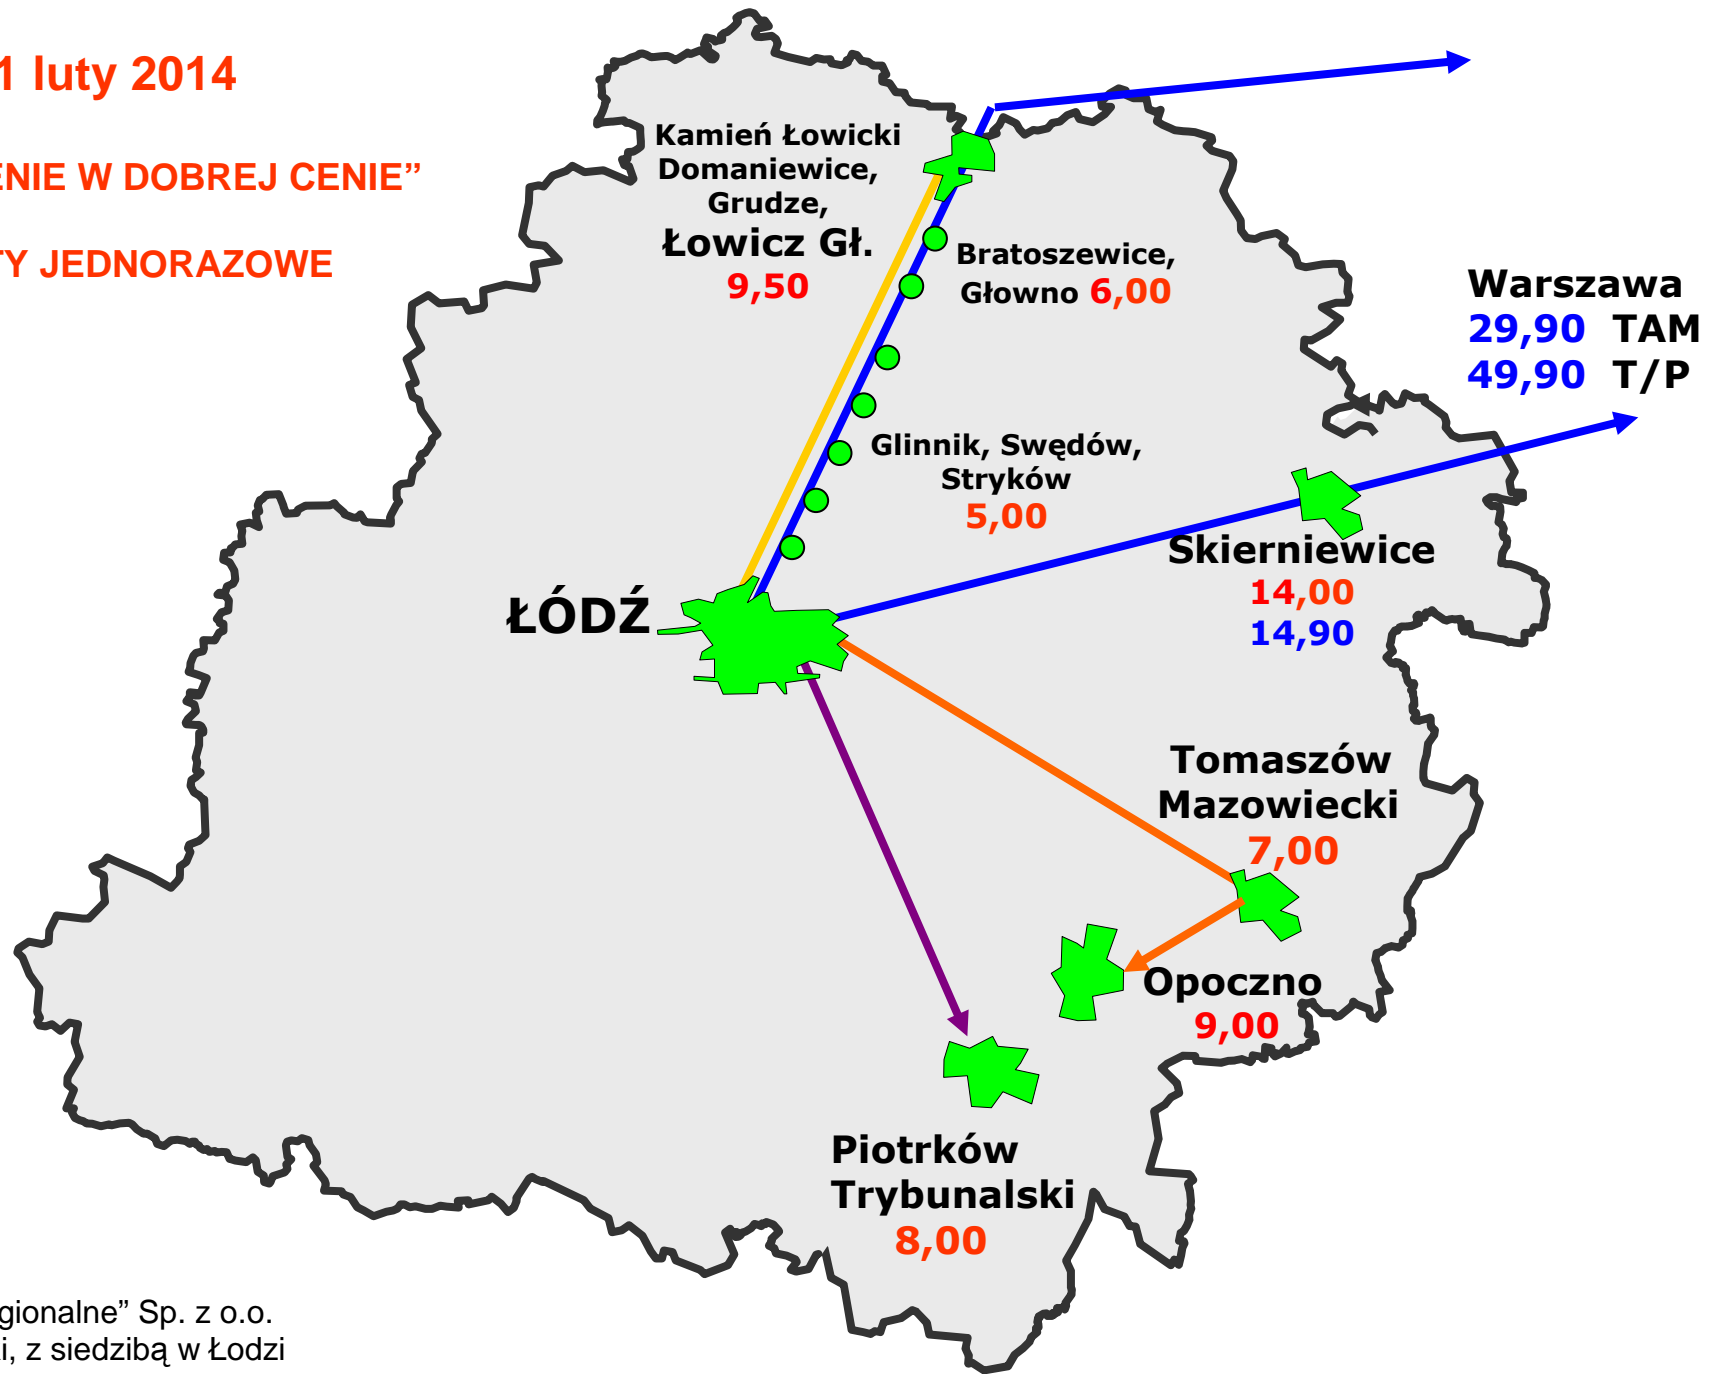 1 luty 2014
ENIE W DOBREJ CENIE”
TY JEDNORAZOWE
Kamień Łowicki
Domaniewice,
Grudze,
Łowicz Gł.
9,50
Bratoszewice,
Głowno 6,00
Warszawa
29,90 TAM
49,90 T/P
Glinnik, Swędów,
Stryków
5,00
Skierniewice
14,00
14,90
ŁÓDŹ
Tomaszów
Mazowiecki
7,00
Opoczno
9,00
Piotrków
Trybunalski
8,00
gionalne” Sp. z o.o.
i, z siedzibą w Łodzi